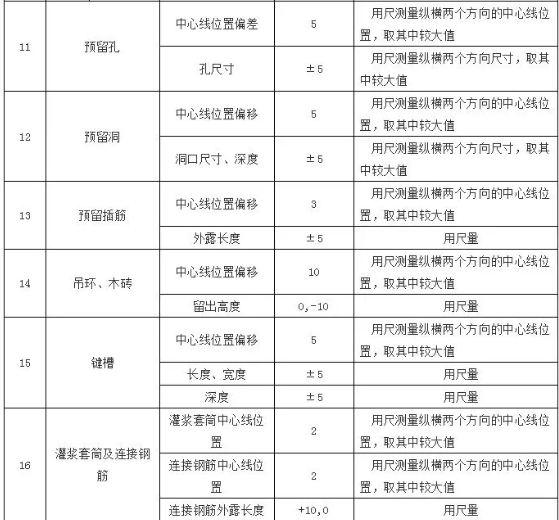 11
预留孔
中心线位置偏差
5
用尺测量纵横两个方向的中心线位
置，取其中较大值
孔尺寸
±5
用尺测量纵横两个方向尺寸，取其
中较大值
12
预留洞
中心线位置偏移
5
用尺测量纵横两个方向的中心线位
置，取其中较大值
洞口尺寸、深度
±5
用尺测量纵横两个方向尺寸，取其
中较大值
13
预留插筋
中心线位置偏移
3
用尺测量纵横两个方向的中心线位
置，取其中较大值
外露长度
±5
用尺量
14
吊环、木砖
中心线位置偏移
10
用尺测量纵横两个方向的中心线位
置，取其中较大值
留出高度
0,-10
用尺量
15
键槽
中心线位置偏移
5
用尺测量纵横两个方向的中心线位
置，取其中较大值
长度、宽度
±5
用尺量
深度
±5
用尺量
16
灌浆套筒及连接钢
筋
灌浆套筒中心线位
置
2
用尺测量纵横两个方向的中心线位
置，取其中较大值
连接钢筋中心线位
置
2
用尺测量纵横两个方向的中心线位
置，取其中较大值
连接钢筋外露长度
+10,0
用尺量